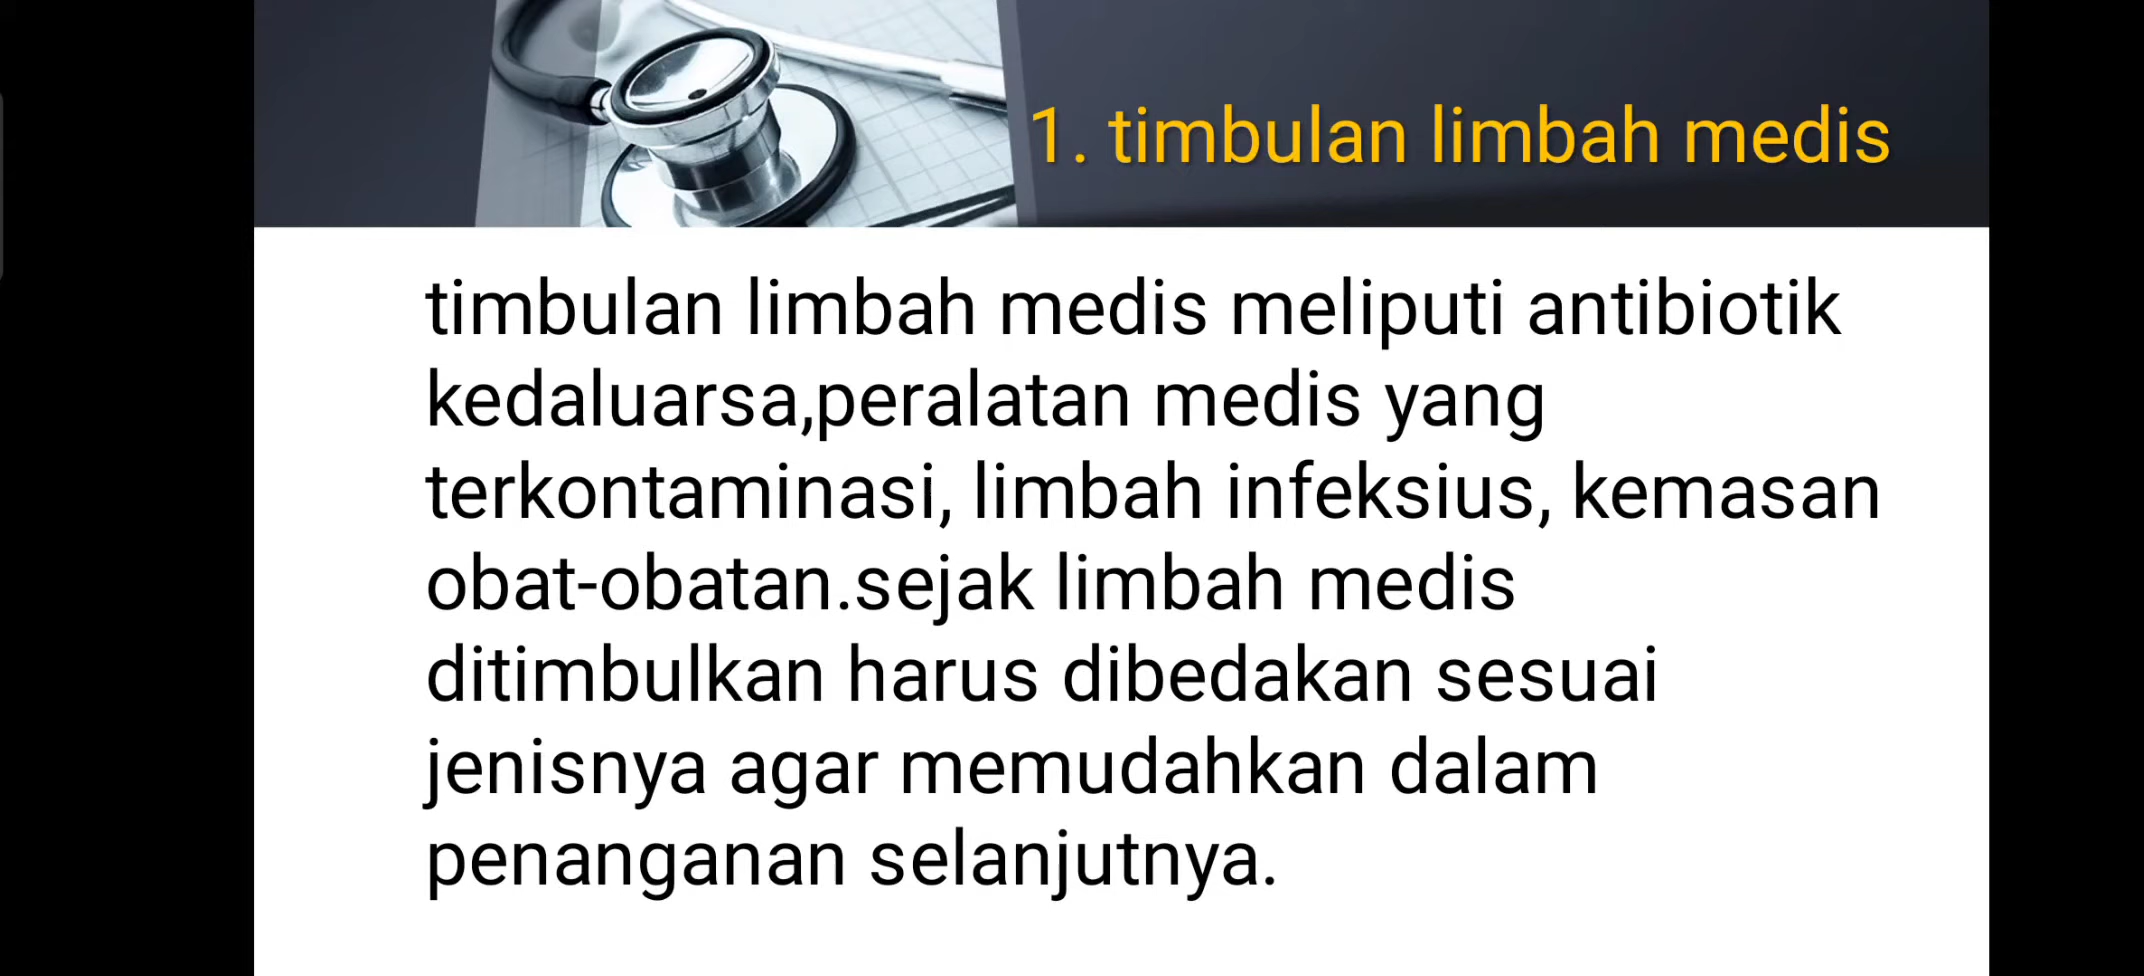 1. timbulan limbah medis
timbulan limbah medis meliputi antibiotik
kedaluarsa,peralatan medis yang
terkontaminasi, limbah infeksius, kemasan
obat-obatan.sejak limbah medis
ditimbulkan harus dibedakan sesuai
jenisnya agar memudahkan dalam
penanganan selanjutnya.